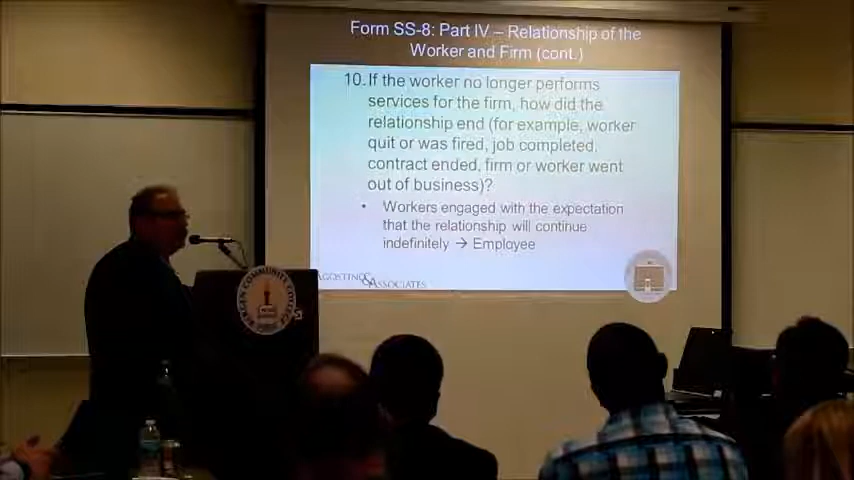 Form SS-8: Part IV – Relationship of the
Worker and Firm (cont.)
10. If the worker no longer performs
services for the firm, how did the
relationship end (for example, worker
quit or was fired, job completed,
contract ended, firm or worker went
out of business)?
• Workers engaged with the expectation
that the relationship will continue
indefinitely → Employee
AGOSTINO & ASSOCIATES
BERGEN COMMUNITY COLLEGE